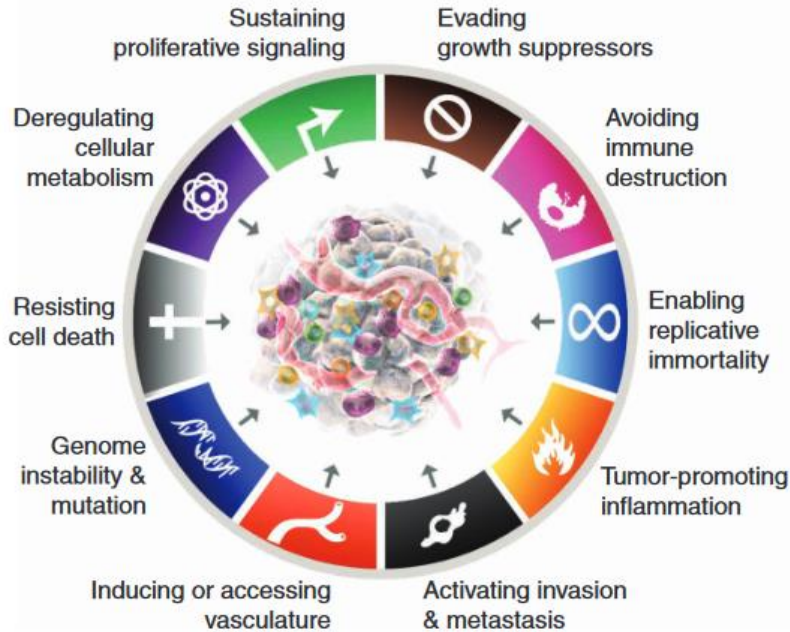 Sustaining
proliferative signaling
Evading
growth suppressors
Avoiding
immune
destruction
Enabling
replicative
immortality
Tumor-promoting
inflammation
Activating invasion
& metastasis
Inducing or accessing
vasculature
Genome
instability &
mutation
Resisting
cell death
Deregulating
cellular
metabolism